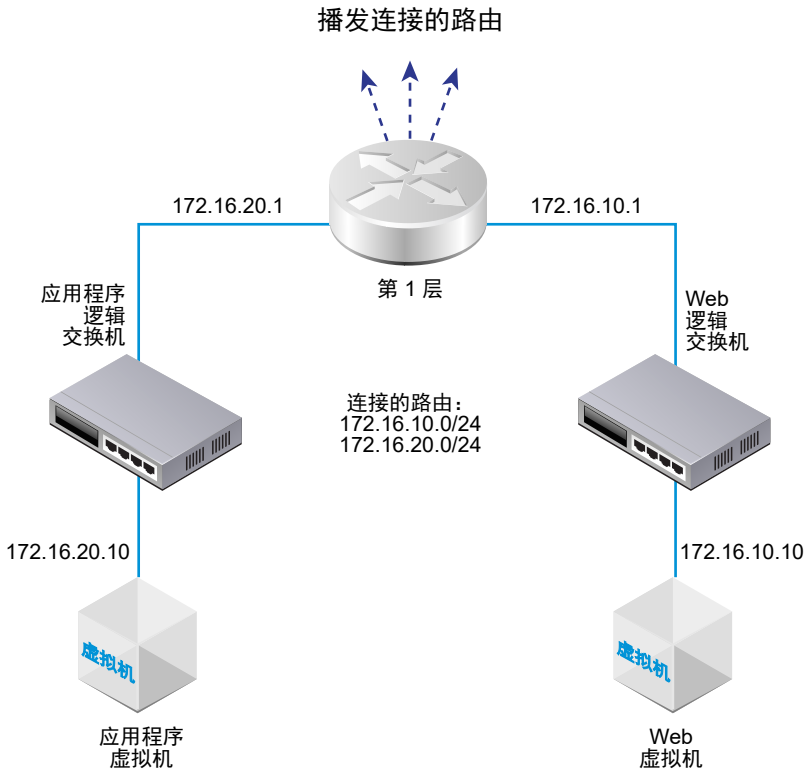 播发连接的路由
172.16.20.1
172.16.10.1
第 1 层
应用程序
逻辑
交换机
Web
逻辑
交换机
连接的路由：
172.16.10.0/24
172.16.20.0/24
172.16.20.10
172.16.10.10
虚拟机
虚拟机
应用程序
虚拟机
Web
虚拟机